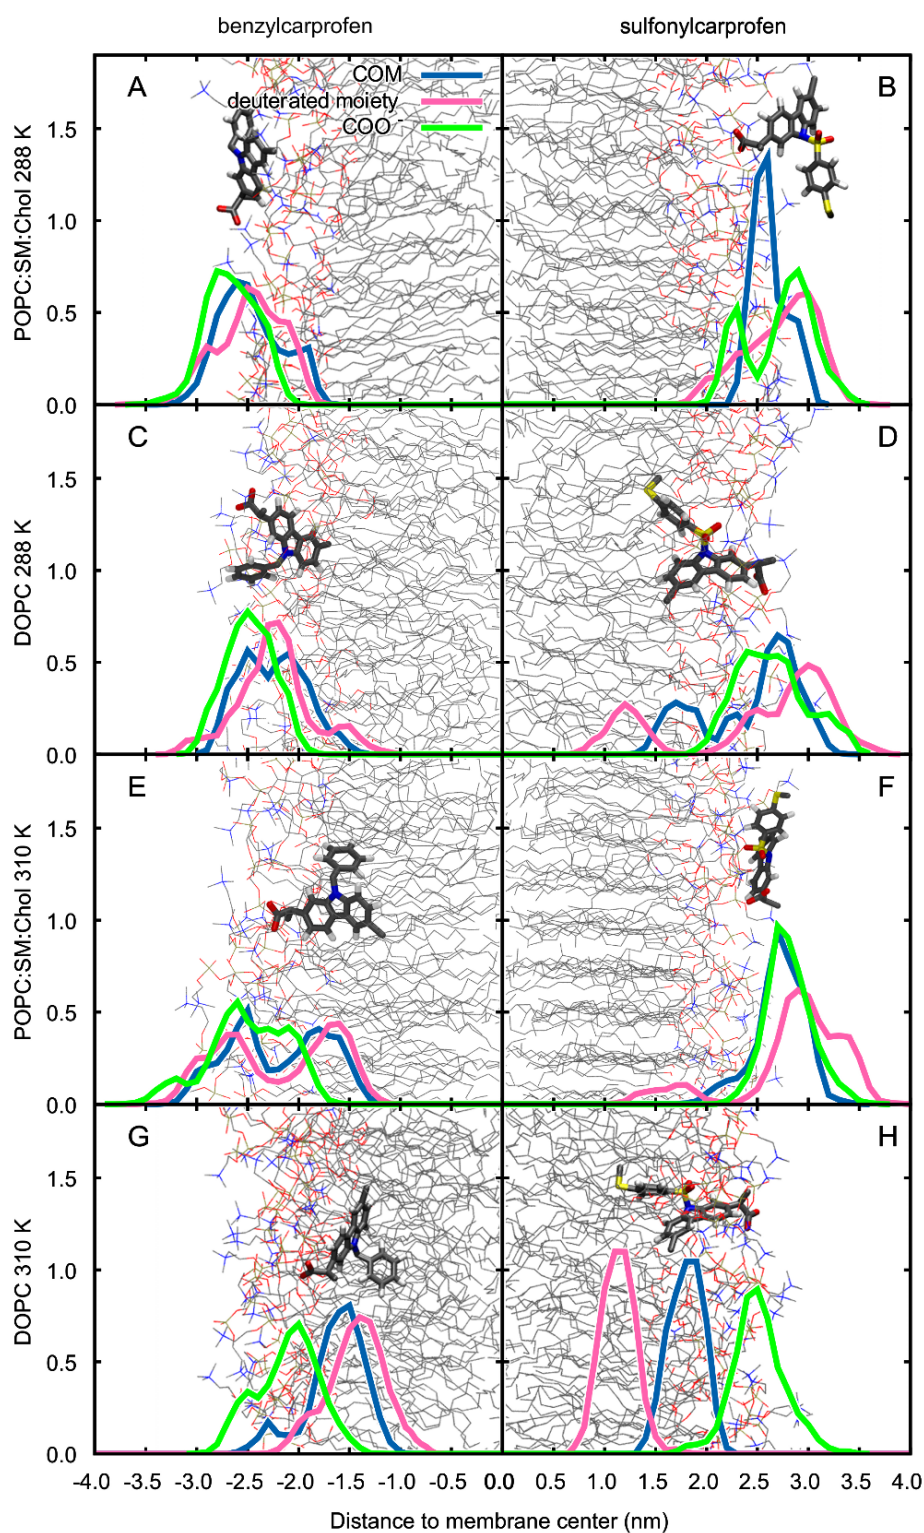 benzylcarprofen sulfonylcarprofen
A B
COM
deuterated moiety
COO-
POPC:SM:Chol 288 K
1.5
1.0
0.5
0.0
C D
DOPC 288 K
1.5
1.0
0.5
0.0
E F
POPC:SM:Chol 310 K
1.5
1.0
0.5
0.0
G H
DOPC 310 K
1.5
1.0
0.5
0.0
-4.0 -3.5 -3.0 -2.5 -2.0 -1.5 -1.0 -0.5 0.0 0.0 0.5 1.0 1.5 2.0 2.5 3.0 3.5 4.0
Distance to membrane center (nm)